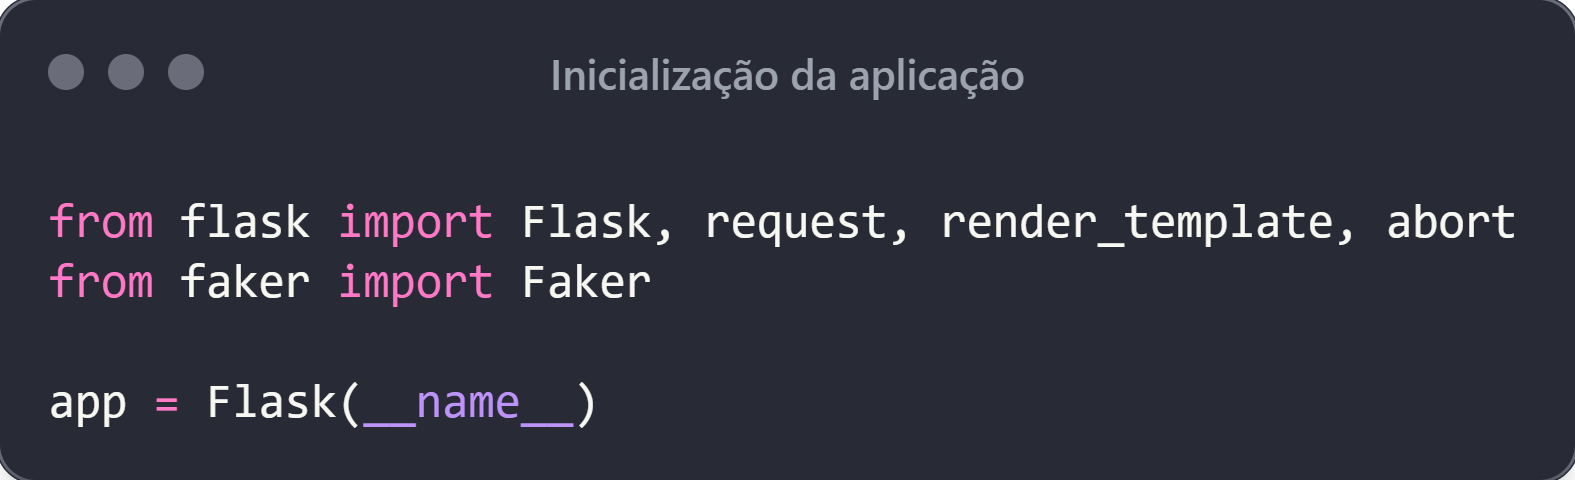 Inicialização da aplicação
from flask import Flask, request, render_template, abort
from faker import Faker
app = Flask(__name__)